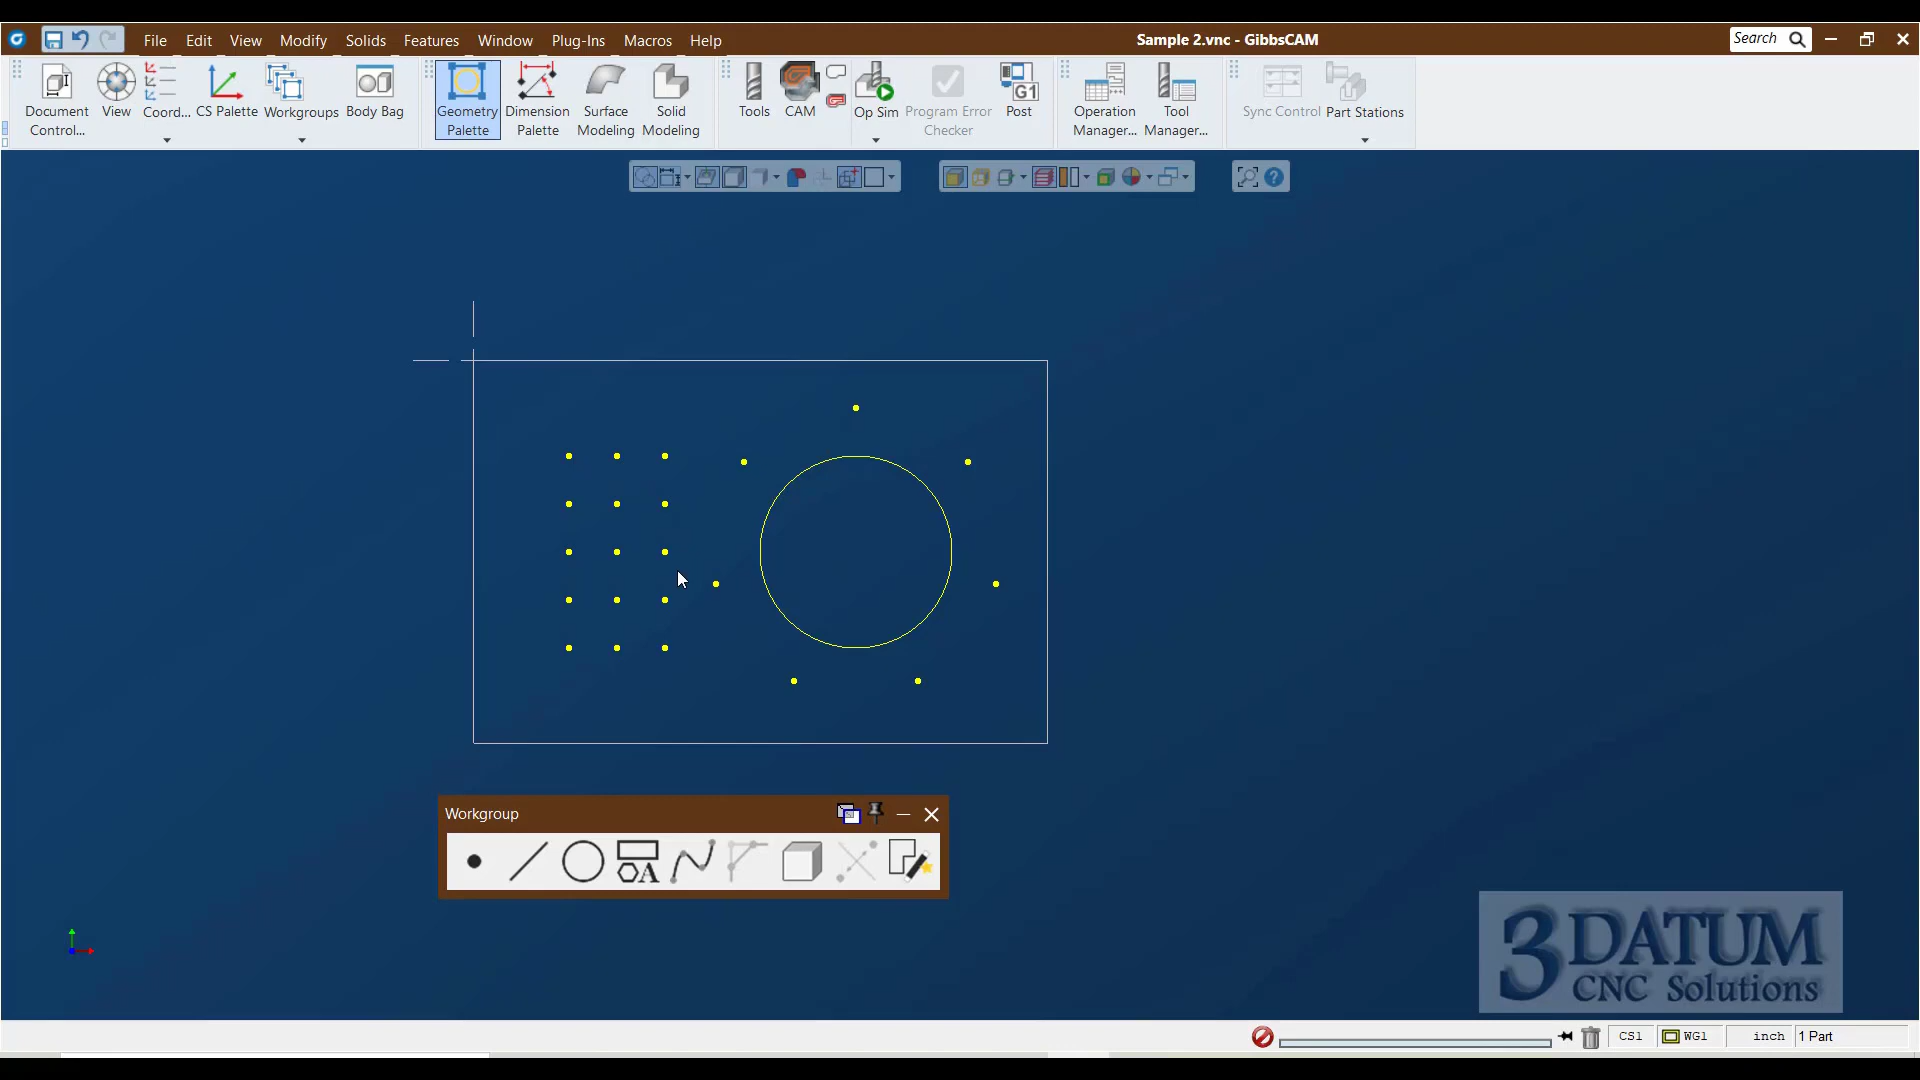 File Edit View Modify Solids Features Window Plug-Ins Macros Help
Sample 2.vnc - GibbsCAM
Search
Document Control...
View
Coord...
CS Palette
Workgroups
Body Bag
Geometry Palette
Dimension Palette
Surface Modeling
Solid Modeling
Tools
CAM
Op Sim
Program Error Checker
G1
Post
Operation Manager...
Tool Manager...
Sync Control
Part Stations
Workgroup
A
3DATUM
CNC Solutions
CS1
WG1
inch
1 Part